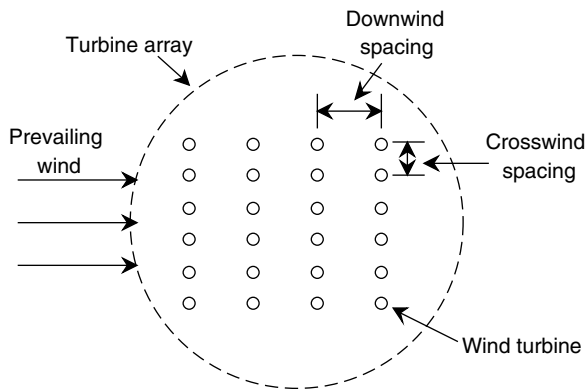 Downwind
spacing
Turbine array
Prevailing
wind
Crosswind
spacing
Wind turbine